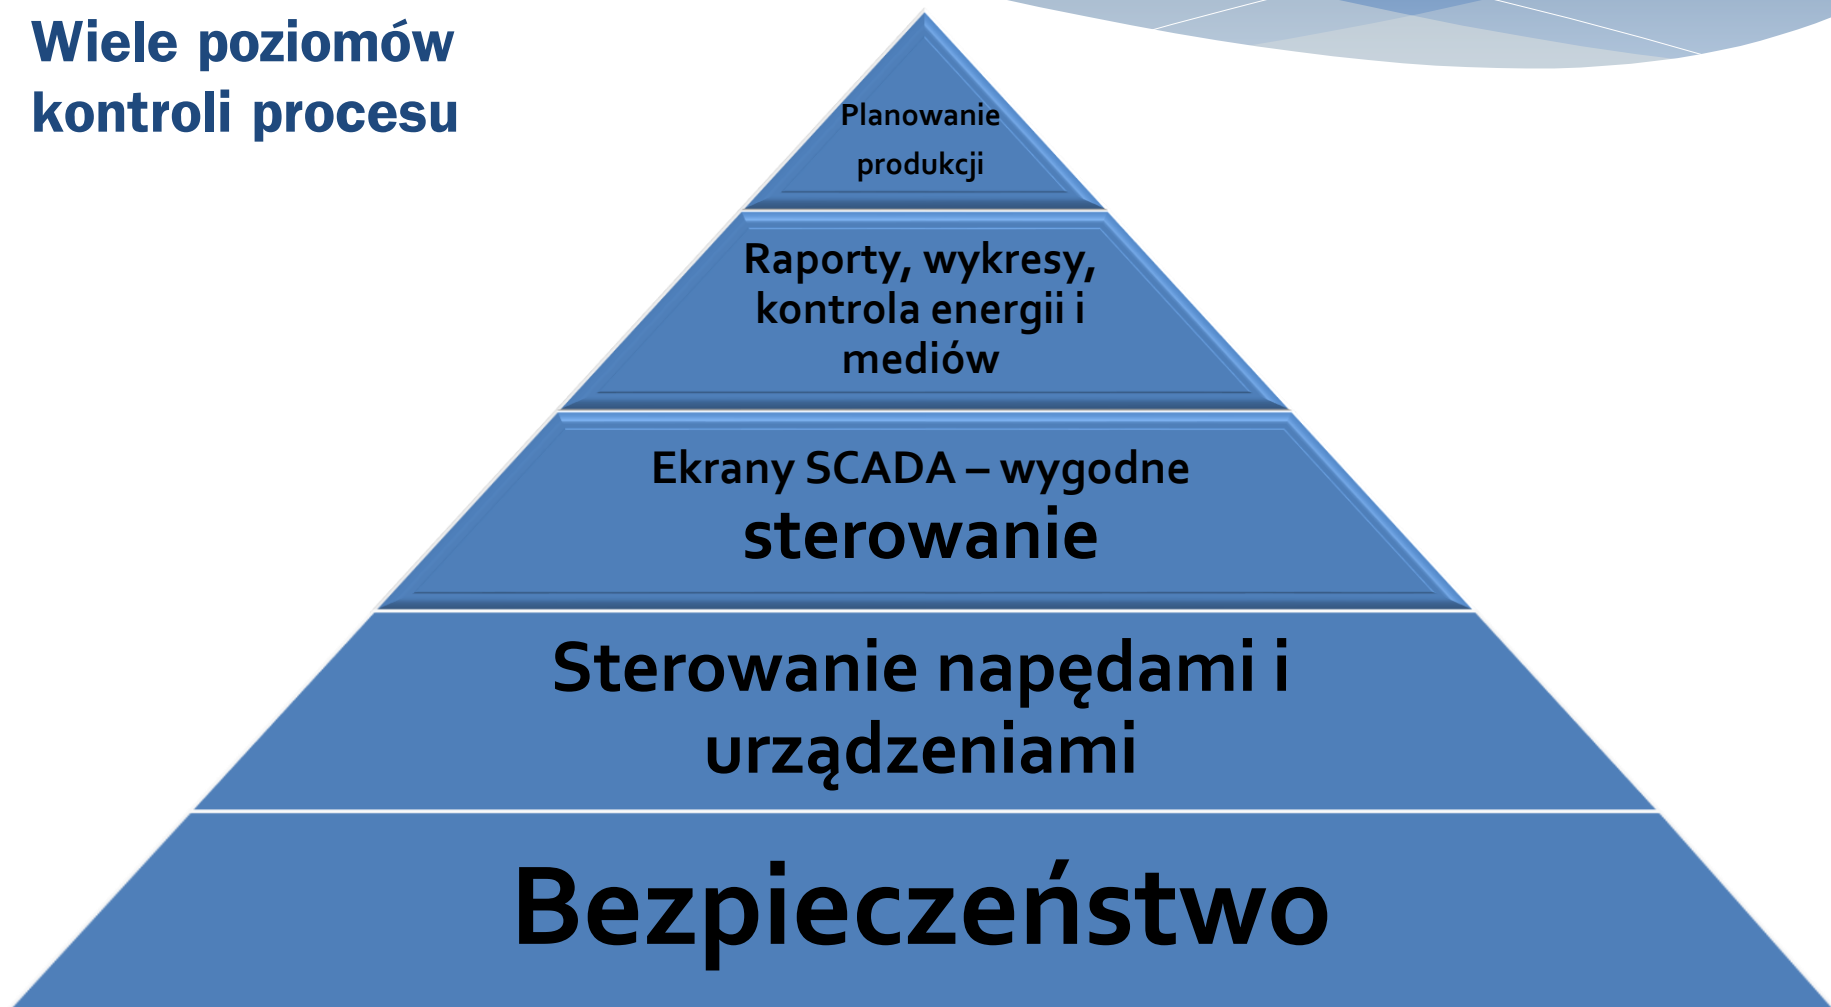 Wiele poziomów
kontroli procesu
Planowanie
produkcji
Raporty, wykresy,
kontrola energii i
mediów
Ekrany SCADA – wygodne
sterowanie
Sterowanie napędami i
urządzeniami
Bezpieczeństwo